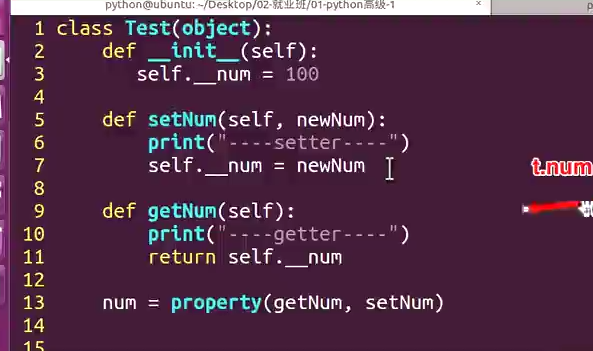 python@ubuntu: ~/Desktop/02-就业班/01-python高级-1
1 class Test(object):
2     def __init__(self):
3        self.__num = 100
4
5     def setNum(self, newNum):
6         print("----setter----")
7         self.__num = newNum
t.num
8
9     def getNum(self):
10         print("----getter----")
11         return self.__num
12
13     num = property(getNum, setNum)
14
15